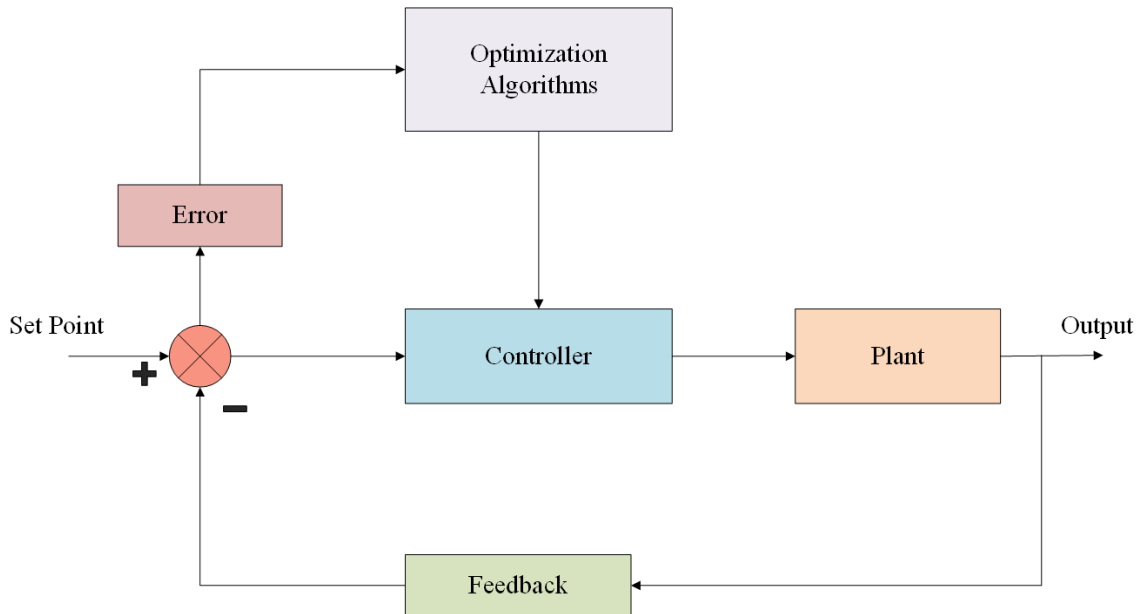 Optimization
Algorithms
Error
Set Point
Controller
Plant
Output
+
−
Feedback